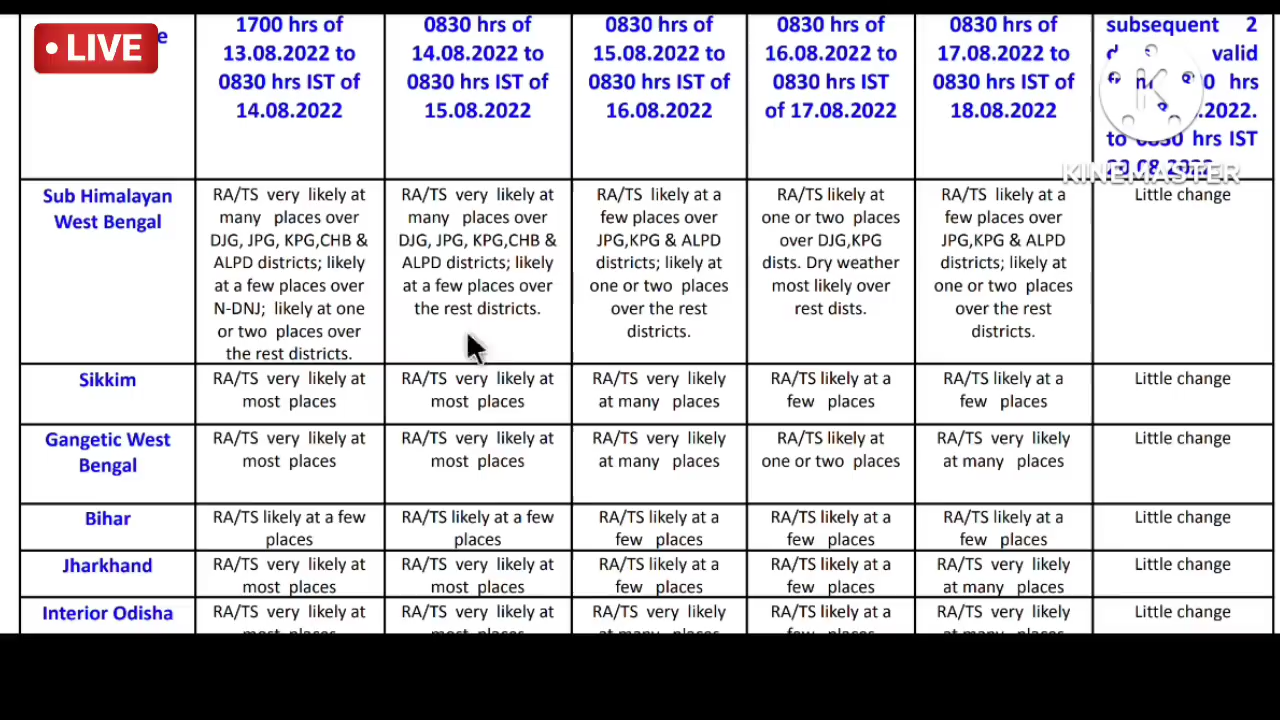 LIVE
1700 hrs of
13.08.2022 to
0830 hrs IST of
14.08.2022
0830 hrs of
14.08.2022 to
0830 hrs IST of
15.08.2022
0830 hrs of
15.08.2022 to
0830 hrs IST of
16.08.2022
0830 hrs of
16.08.2022 to
0830 hrs IST
of 17.08.2022
0830 hrs of
17.08.2022 to
0830 hrs IST of
18.08.2022
subsequent 2
valid
hrs
.2022.
to 0830 hrs IST
20.08.2022
KINEMASTER
Sub Himalayan
West Bengal
RA/TS very likely at
many places over
DJG, JPG, KPG,CHB &
ALPD districts; likely
at a few places over
N-DNJ; likely at one
or two places over
the rest districts.
RA/TS very likely at
many places over
DJG, JPG, KPG,CHB &
ALPD districts; likely
at a few places over
the rest districts.
RA/TS likely at a
few places over
JPG,KPG & ALPD
districts; likely at
one or two places
over the rest
districts.
RA/TS likely at
one or two places
over DJG,KPG
dists. Dry weather
most likely over
rest dists.
RA/TS likely at a
few places over
JPG,KPG & ALPD
districts; likely at
one or two places
over the rest
districts.
Little change
Sikkim
RA/TS very likely at
most places
RA/TS very likely at
most places
RA/TS very likely
at many places
RA/TS likely at a
few places
RA/TS likely at a
few places
Little change
Gangetic West
Bengal
RA/TS very likely at
most places
RA/TS very likely at
most places
RA/TS very likely
at many places
RA/TS likely at
one or two places
RA/TS very likely
at many places
Little change
Bihar
RA/TS likely at a few
places
RA/TS likely at a few
places
RA/TS likely at a
few places
RA/TS likely at a
few places
RA/TS likely at a
few places
Little change
Jharkhand
RA/TS very likely at
most places
RA/TS very likely at
most places
RA/TS likely at a
few places
RA/TS likely at a
few places
RA/TS very likely
at many places
Little change
Interior Odisha
RA/TS very likely at
most places
RA/TS very likely at
most places
RA/TS very likely
at many places
RA/TS likely at a
few places
RA/TS very likely
at many places
Little change